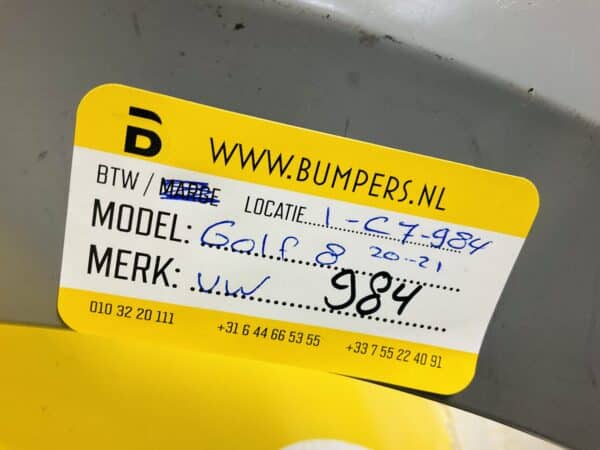 B WWW.BUMPERS.NL
BTW / MARGE LOCATIE 1-C7-984
MODEL: Golf 8 20-21
MERK: VW 984
010 32 20 111 +31 6 44 66 53 55 +33 7 55 22 40 91